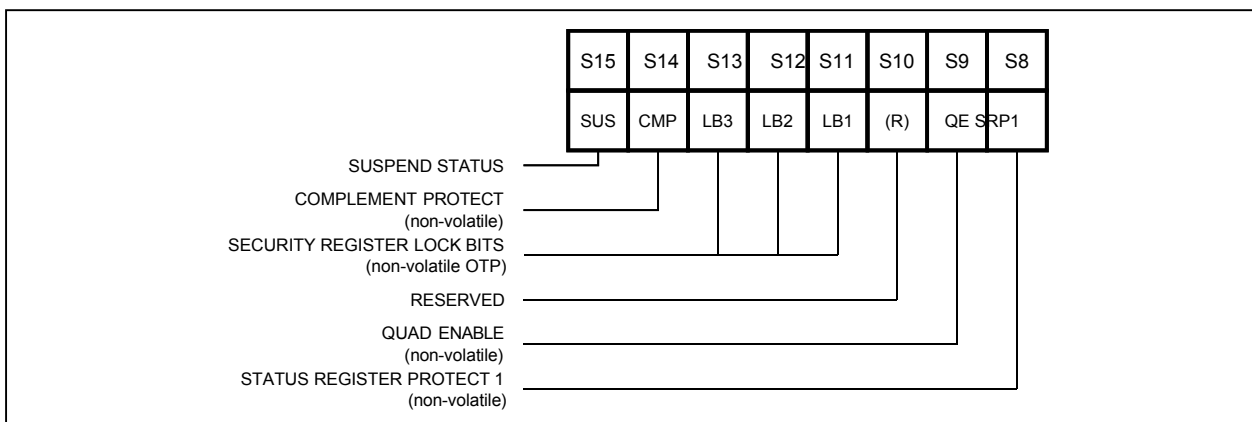 S15 S14 S13 S12 S11 S10 S9 S8
SUS CMP LB3 LB2 LB1 (R) QE SRP1
SUSPEND STATUS
COMPLEMENT PROTECT
(non-volatile)
SECURITY REGISTER LOCK BITS
(non-volatile OTP)
RESERVED
QUAD ENABLE
(non-volatile)
STATUS REGISTER PROTECT 1
(non-volatile)